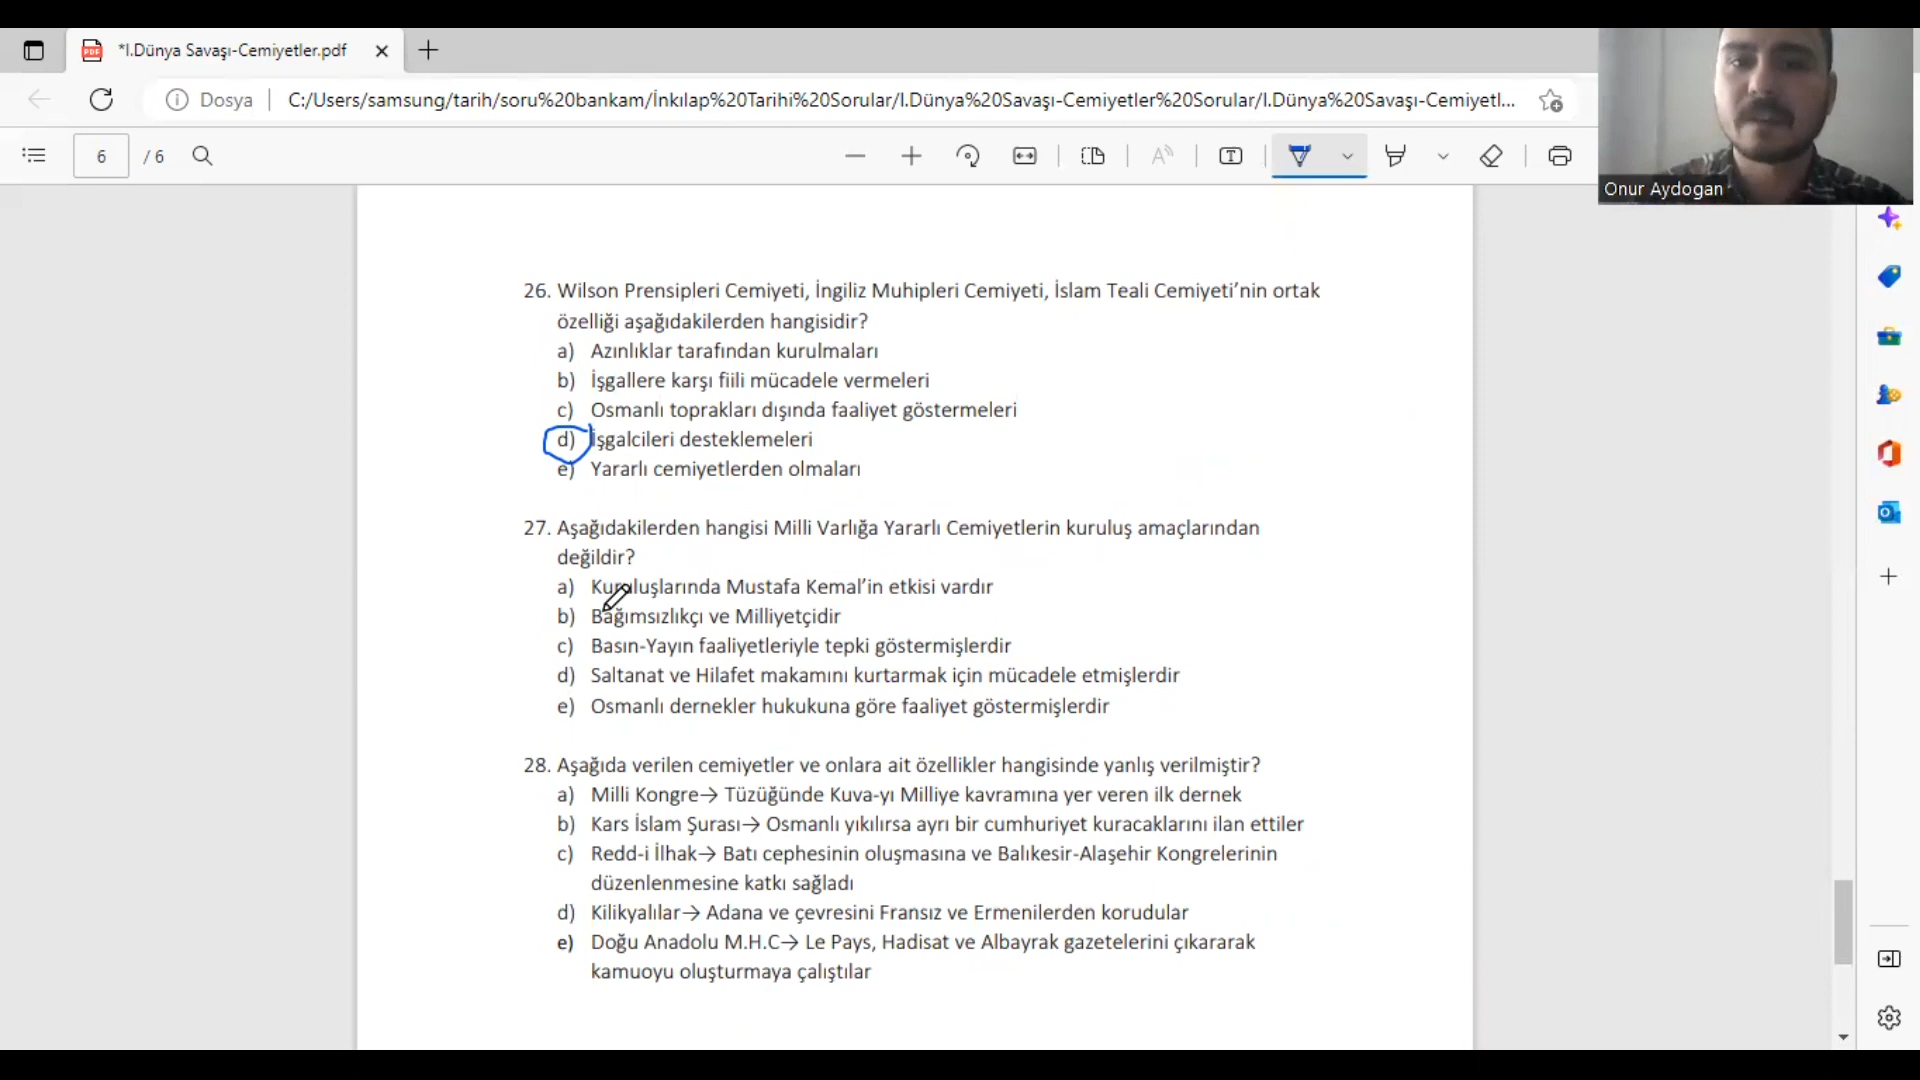 *I.Dünya Savaşı-Cemiyetler.pdf
Dosya
C:/Users/samsung/tarih/soru%20bankam/İnkılap%20Tarihi%20Sorular/I.Dünya%20Savaşı-Cemiyetler%20Sorular/I.Dünya%20Savaşı-Cemiyetl...
6 / 6
Onur Aydogan
26. Wilson Prensipleri Cemiyeti, İngiliz Muhipleri Cemiyeti, İslam Teali Cemiyeti’nin ortak
özelliği aşağıdakilerden hangisidir?
a) Azınlıklar tarafından kurulmaları
b) İşgallere karşı fiili mücadele vermeleri
c) Osmanlı toprakları dışında faaliyet göstermeleri
d) İşgalcileri desteklemeleri
e) Yararlı cemiyetlerden olmaları
27. Aşağıdakilerden hangisi Milli Varlığa Yararlı Cemiyetlerin kuruluş amaçlarından
değildir?
a) Kuruluşlarında Mustafa Kemal’in etkisi vardır
b) Bağımsızlıkçı ve Milliyetçidir
c) Basın-Yayın faaliyetleriyle tepki göstermişlerdir
d) Saltanat ve Hilafet makamını kurtarmak için mücadele etmişlerdir
e) Osmanlı dernekler hukukuna göre faaliyet göstermişlerdir
28. Aşağıda verilen cemiyetler ve onlara ait özellikler hangisinde yanlış verilmiştir?
a) Milli Kongre→ Tüzüğünde Kuva-yı Milliye kavramına yer veren ilk dernek
b) Kars İslam Şurası→ Osmanlı yıkılırsa ayrı bir cumhuriyet kuracaklarını ilan ettiler
c) Redd-i İlhak→ Batı cephesinin oluşmasına ve Balıkesir-Alaşehir Kongrelerinin
düzenlenmesine katkı sağladı
d) Kilikyalılar→ Adana ve çevresini Fransız ve Ermenilerden korudular
e) Doğu Anadolu M.H.C→ Le Pays, Hadisat ve Albayrak gazetelerini çıkararak
kamuoyu oluşturmaya çalıştılar